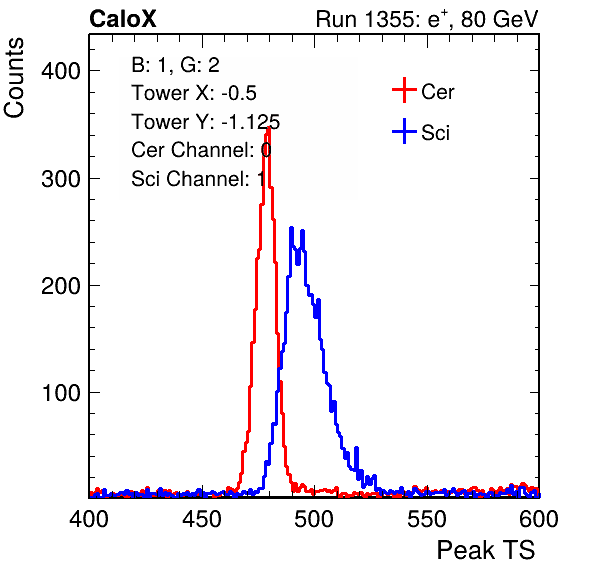 CaloX Run 1355: e+, 80 GeV
Counts
B: 1, G: 2
Tower X: -0.5
Tower Y: -1.125
Cer Channel: 0
Sci Channel: 1
Cer
Sci
400
300
200
100
400 450 500 550 600
Peak TS